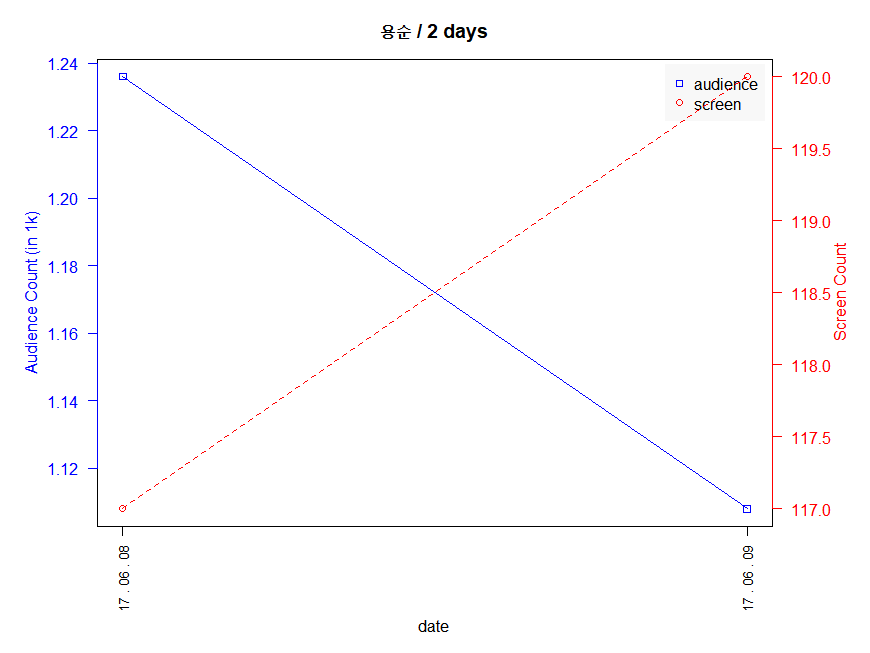 용순 / 2 days
1.24
1.22
1.20
1.18
1.16
1.14
1.12
Audience Count (in 1k)
audience
screen
120.0
119.5
119.0
118.5
118.0
117.5
117.0
Screen Count
17 . 06 . 08
17 . 06 . 09
date